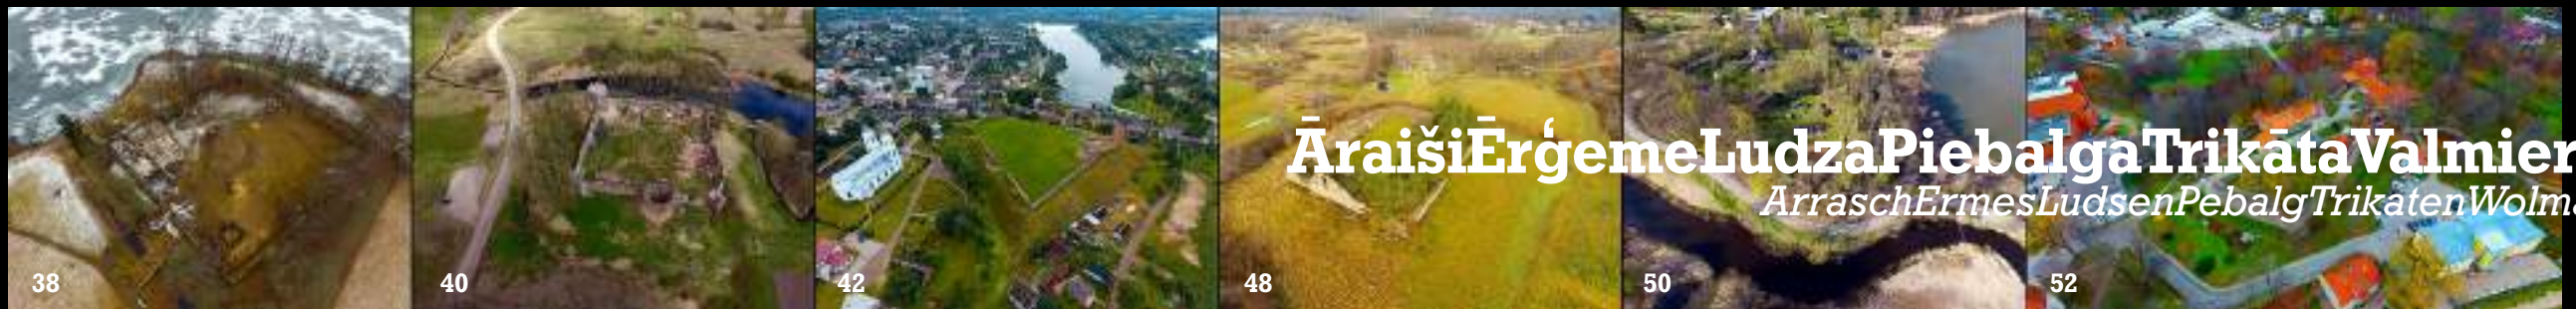 ĀraišiĒrģemeLudzaPiebalgaTrikātaValmier
ArraschErmesLudsenPebalgTrikatenWolm
38 40 42 48 50 52